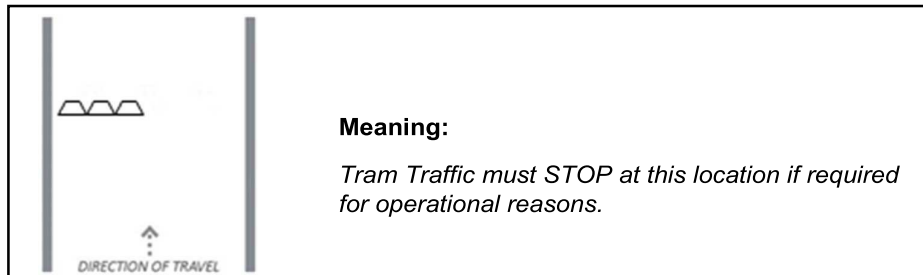 Meaning:
Tram Traffic must STOP at this location if required
for operational reasons.
DIRECTION OF TRAVEL